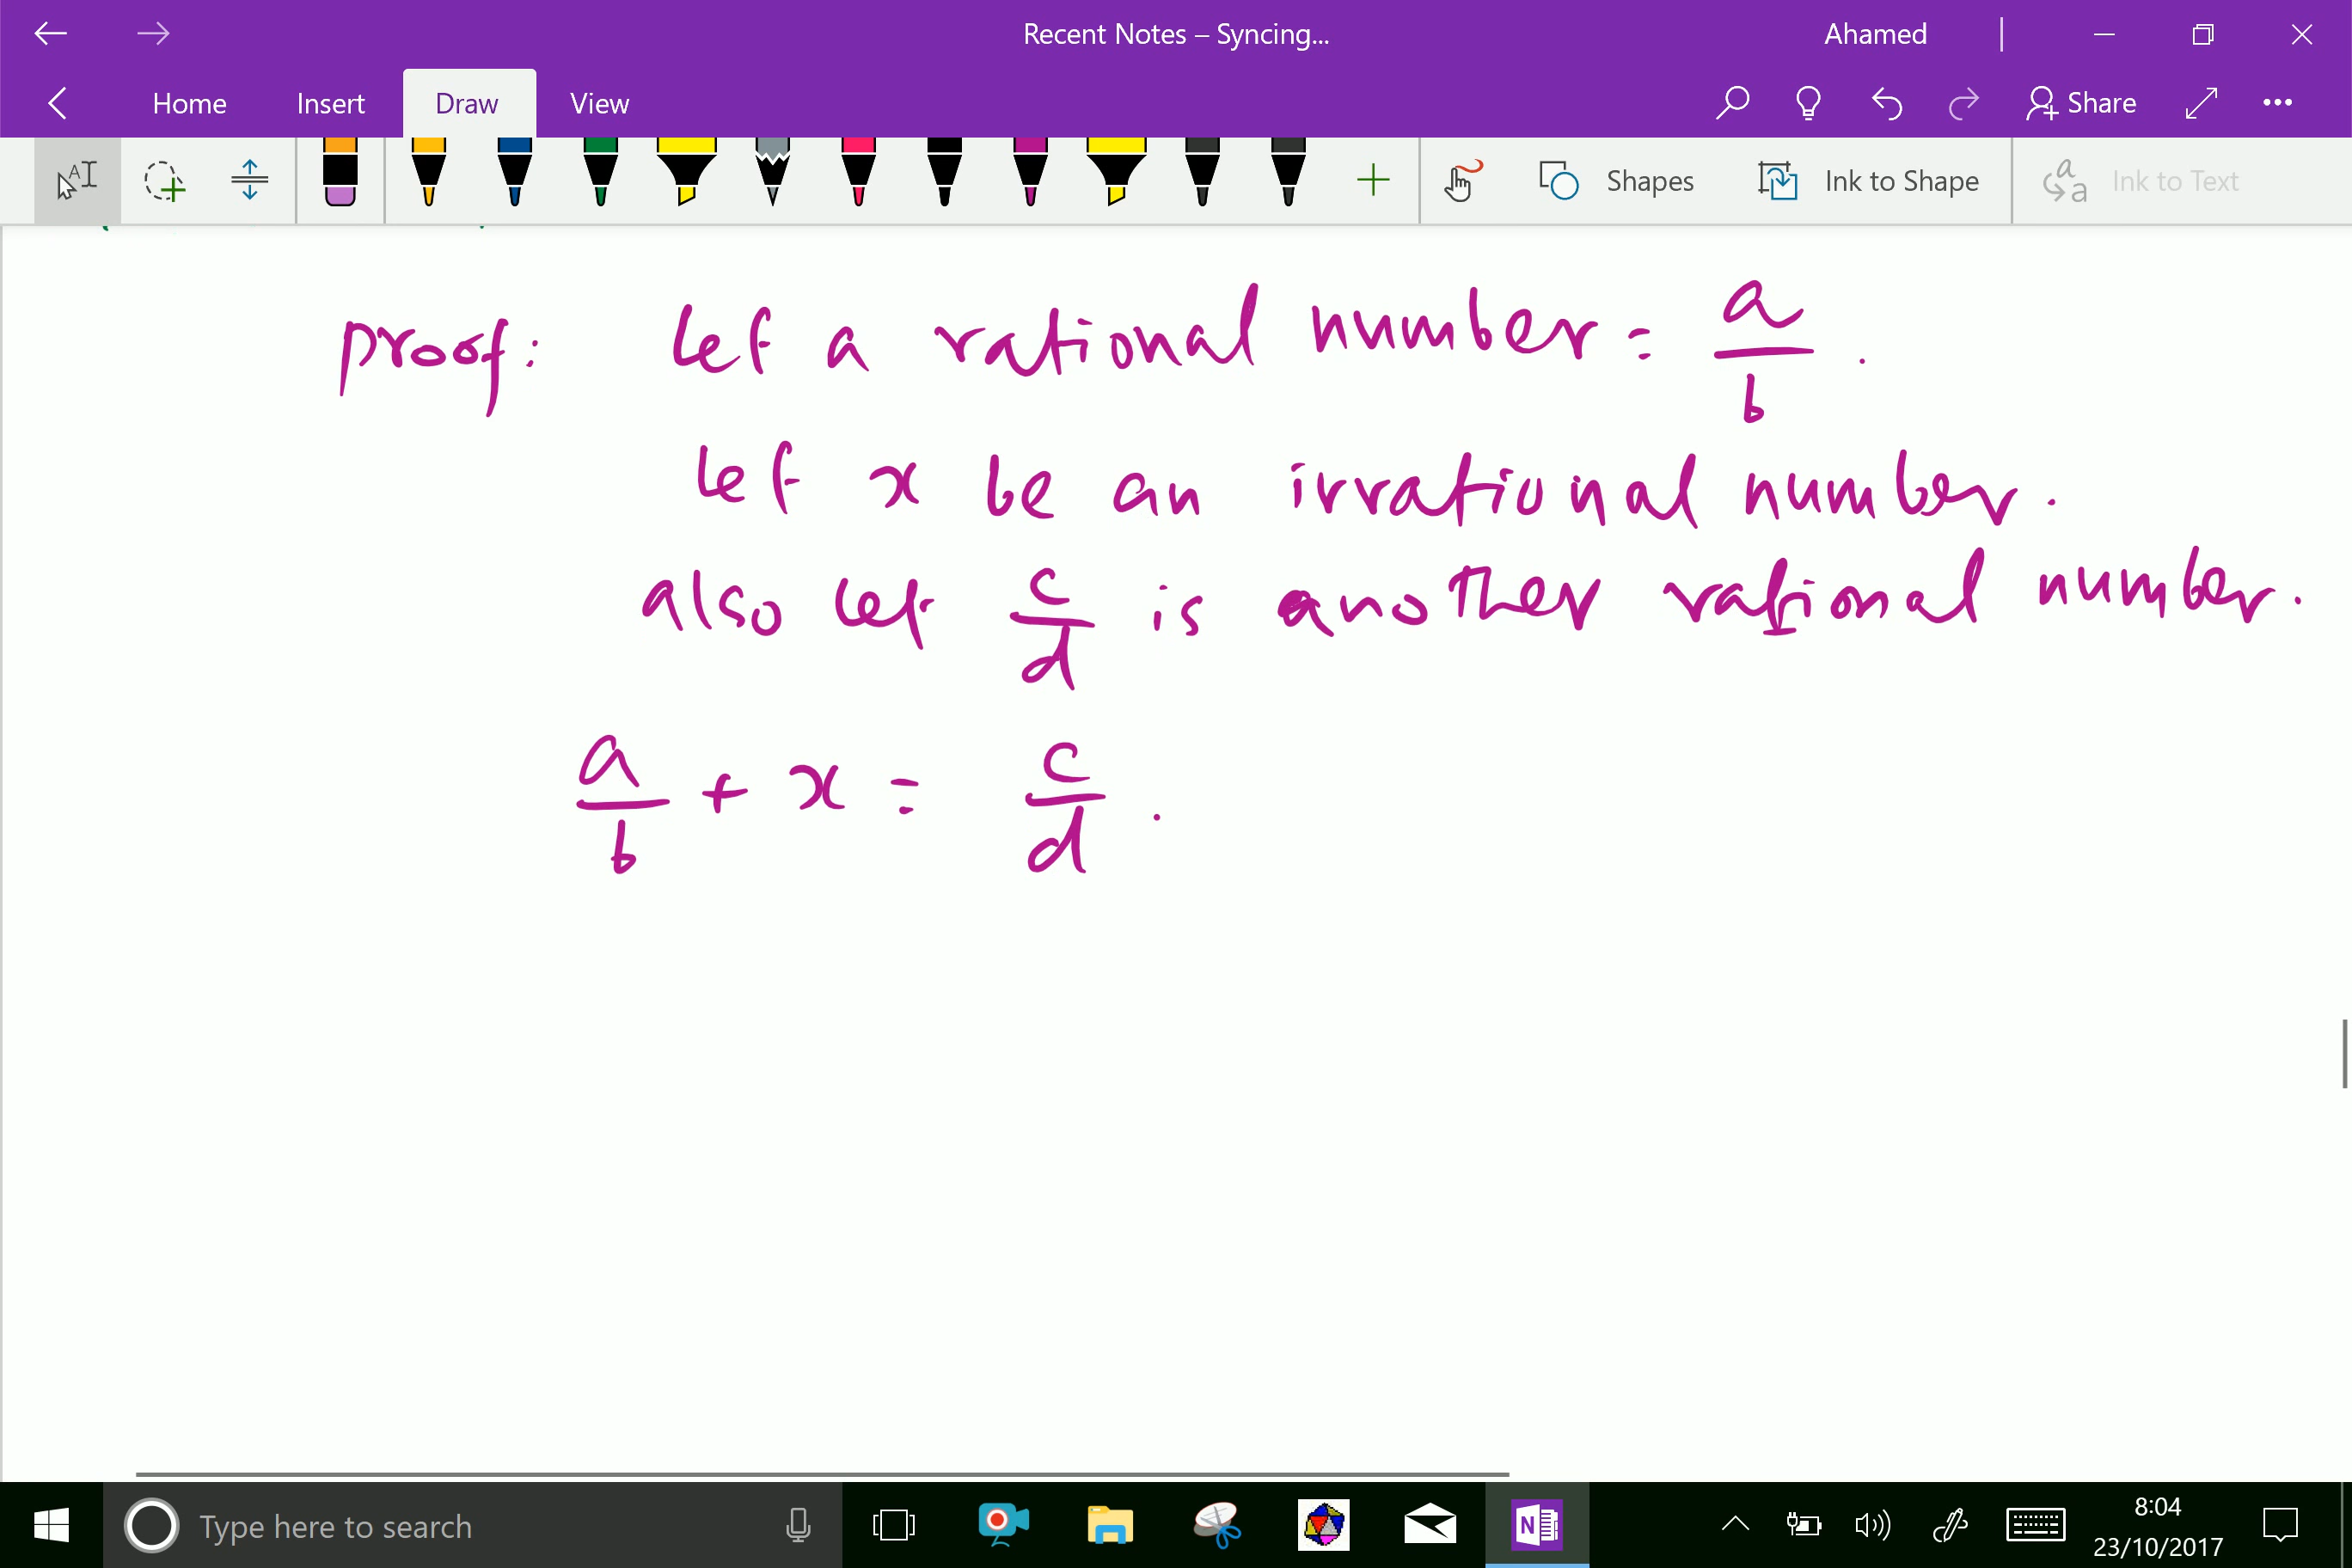 Recent Notes – Syncing...
Ahamed
Home Insert Draw View
Share
Shapes Ink to Shape Ink to Text
proof: let a rational number = a/b.
let x be an irrational number.
also let c/d is another rational number.
a/b + x = c/d.
Type here to search
8:04
23/10/2017